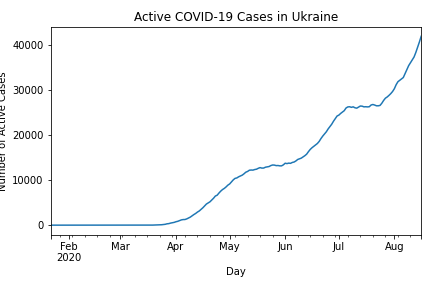 Active COVID-19 Cases in Ukraine
Number of Active Cases
40000
30000
20000
10000
0
Feb
2020
Mar
Apr
May
Jun
Jul
Aug
Day